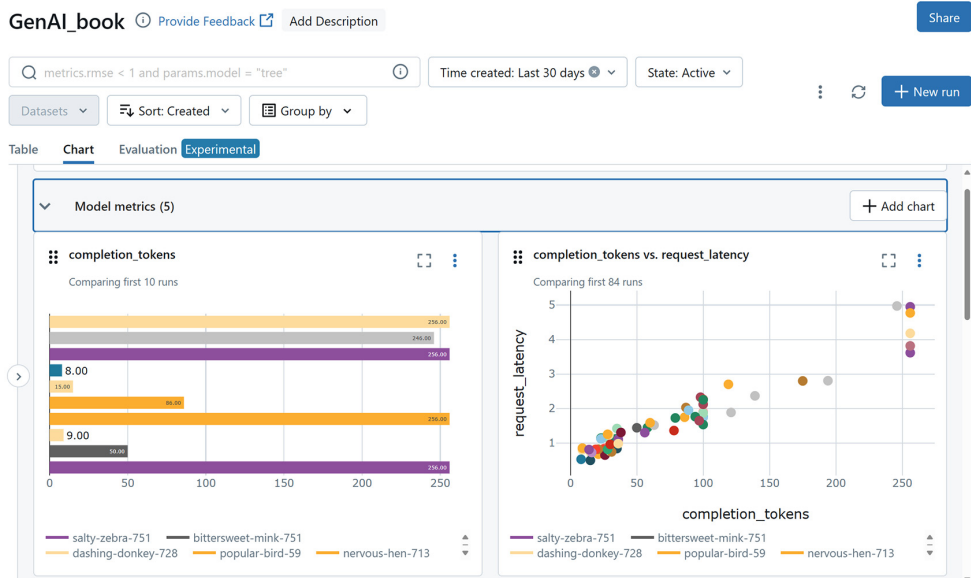 GenAI_book Provide Feedback Add Description
Share
metrics.rmse < 1 and params.model = "tree"
Time created: Last 30 days
State: Active
New run
Datasets
Sort: Created
Group by
Table Chart Evaluation Experimental
Model metrics (5)
Add chart
completion_tokens
Comparing first 10 runs
256.00
246.00
256.00
8.00
15.00
86.00
256.00
9.00
50.00
256.00
0 50 100 150 200 250
salty-zebra-751 bittersweet-mink-751
dashing-donkey-728 popular-bird-59 nervous-hen-713
completion_tokens vs. request_latency
Comparing first 84 runs
request_latency
5
4
3
2
1
0 50 100 150 200 250
completion_tokens
salty-zebra-751 bittersweet-mink-751
dashing-donkey-728 popular-bird-59 nervous-hen-713